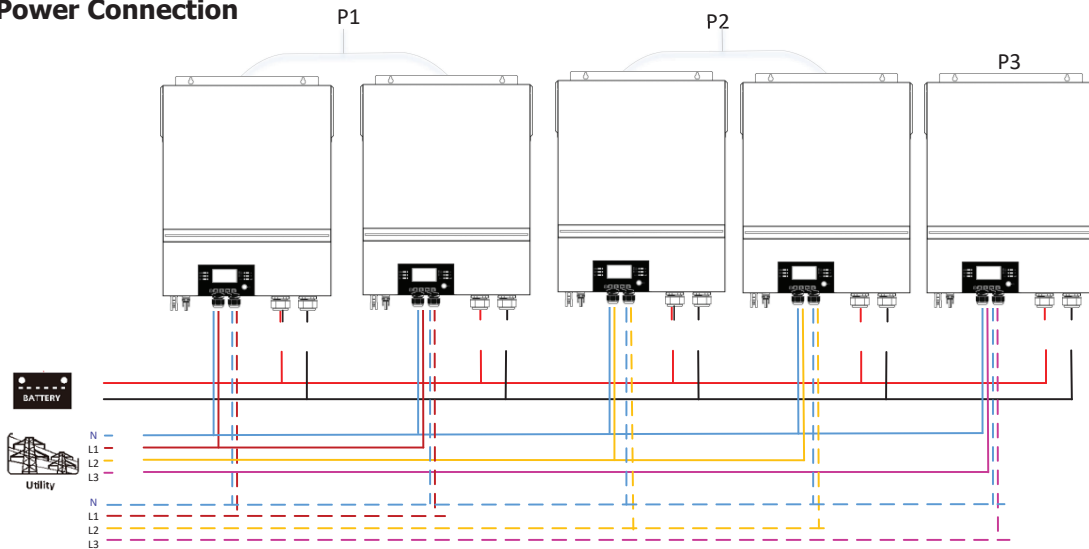 Power Connection
P1
P2
P3
BATTERY
N
L1
L2
L3
Utility
N
L1
L2
L3